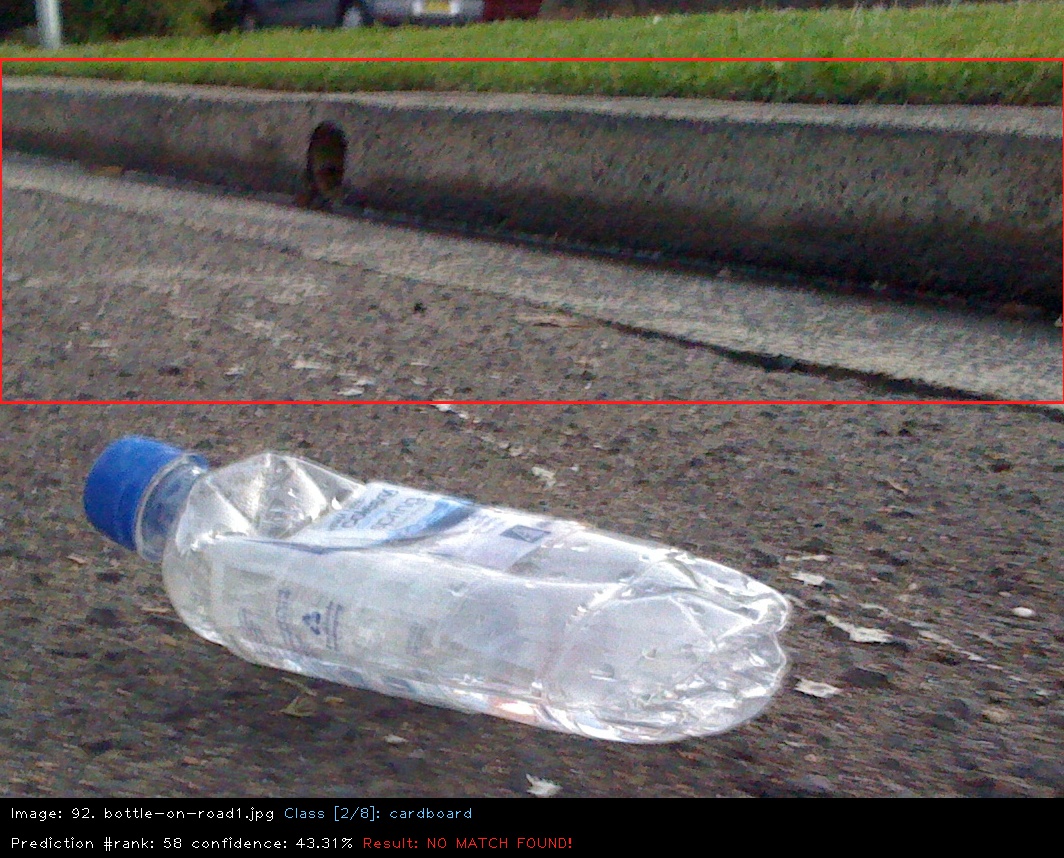 Image: 92. bottle-on-road1.jpg Class [2/8]: cardboard
Prediction #rank: 58 confidence: 43.31% Result: NO MATCH FOUND!